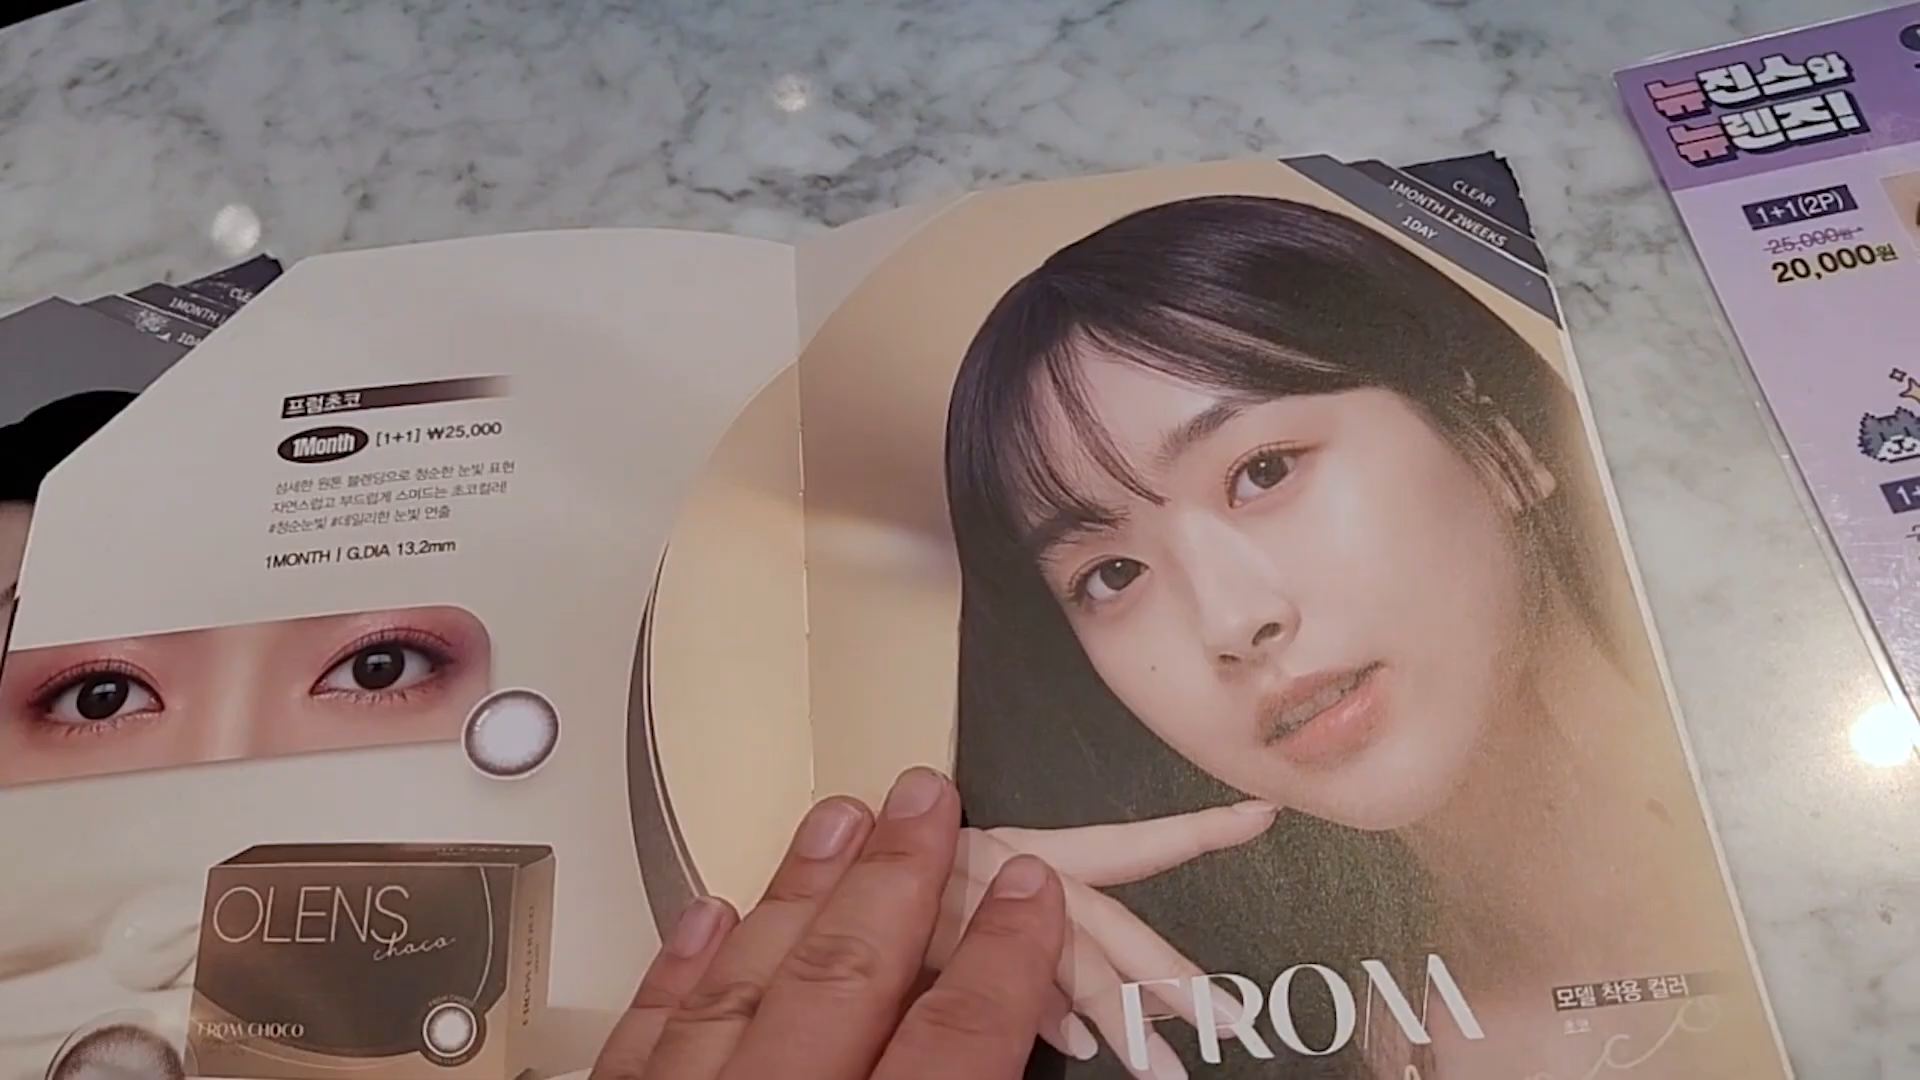 프럼초코
1Month [1+1] ₩25,000
섬세한 원톤 블렌딩으로 청순한 눈빛 표현
자연스럽고 부드럽게 스미드는 초코컬러!
#청순눈빛 #데일리한 눈빛 연출
1MONTH | G.DIA 13.2mm
OLENS
choco
FROM CHOCO
1MONTH
CLEAR
1MONTH | 2WEEKS
1DAY
FROM
모델 착용 컬러
초코
뉴진스와
뉴렌즈!
1+1(2P)
25,000원
20,000원